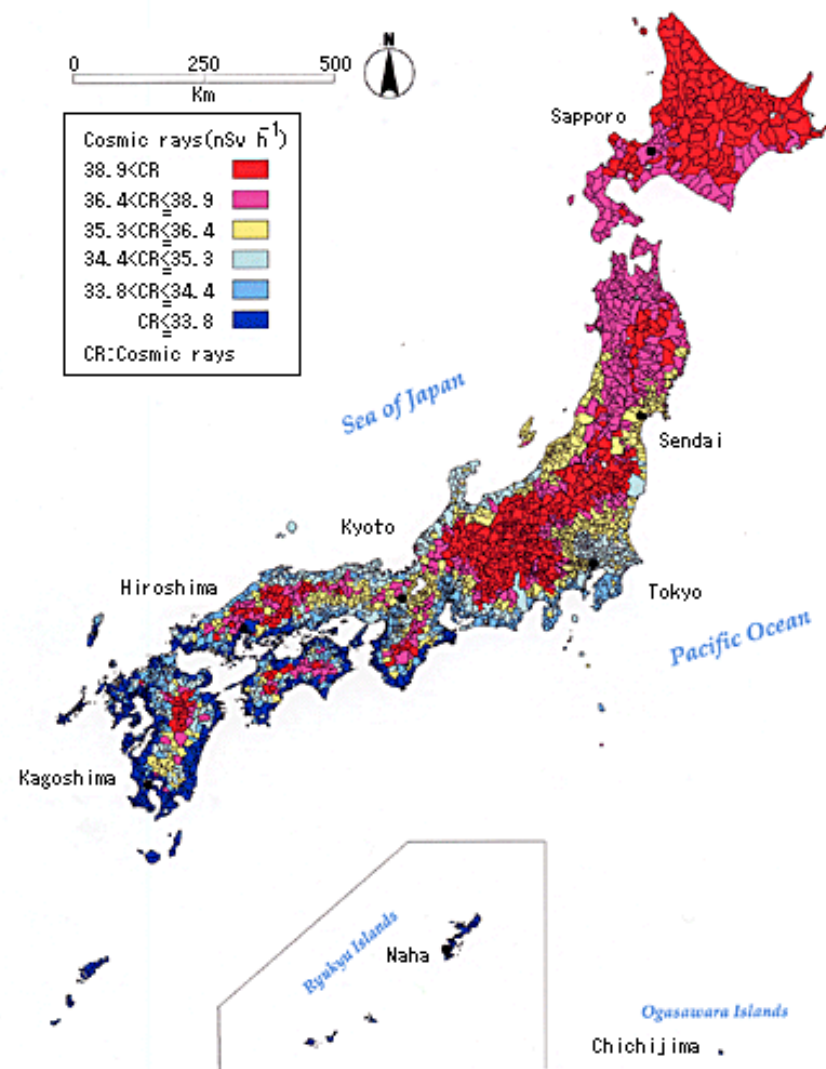 N
0 250 500
Km
Cosmic rays(nSv h⁻¹)
38.9<CR
36.4<CR≦38.9
35.3<CR≦36.4
34.4<CR≦35.3
33.8<CR≦34.4
CR≦33.8
CR:Cosmic rays
Sapporo
Sea of Japan
Sendai
Kyoto
Hiroshima
Tokyo
Pacific Ocean
Kagoshima
Ryukyu Islands
Naha
Ogasawara Islands
Chichijima